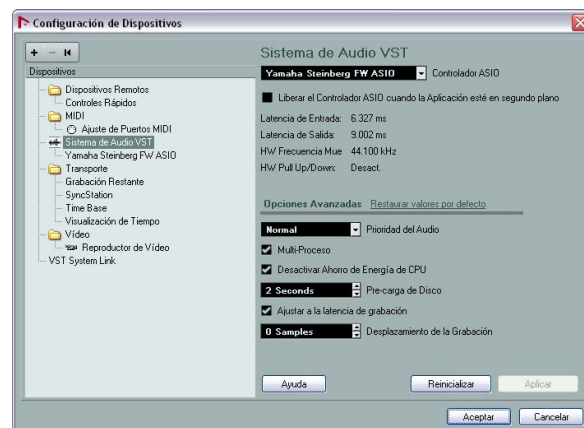 Configuración de Dispositivos
Dispositivos
Dispositivos Remotos
Controles Rápidos
MIDI
Ajuste de Puertos MIDI
Sistema de Audio VST
Yamaha Steinberg FW ASIO
Transporte
Grabación Restante
SyncStation
Time Base
Visualización de Tiempo
Vídeo
Reproductor de Vídeo
VST System Link
Sistema de Audio VST
Yamaha Steinberg FW ASIO Controlador ASIO
Liberar el Controlador ASIO cuando la Aplicación esté en segundo plano
Latencia de Entrada: 6.327 ms
Latencia de Salida: 9.002 ms
HW Frecuencia Mue 44.100 kHz
HW Pull Up/Down: Desact.
Opciones Avanzadas Restaurar valores por defecto
Normal Prioridad del Audio
Multi-Proceso
Desactivar Ahorro de Energía de CPU
2 Seconds Pre-carga de Disco
Ajustar a la latencia de grabación
0 Samples Desplazamiento de la Grabación
Ayuda Reinicializar Aplicar
Aceptar Cancelar